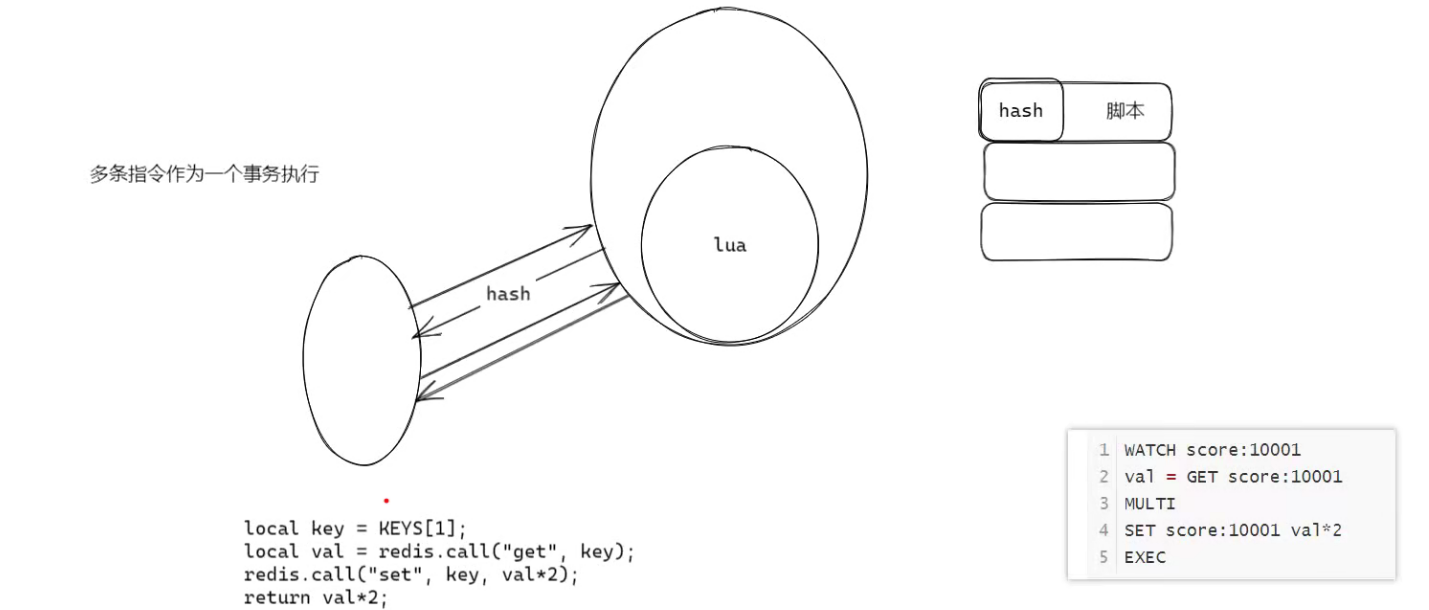 多条指令作为一个事务执行
hash
lua
hash 脚本
local key = KEYS[1];
local val = redis.call("get", key);
redis.call("set", key, val*2);
return val*2;
1 WATCH score:10001
2 val = GET score:10001
3 MULTI
4 SET score:10001 val*2
5 EXEC